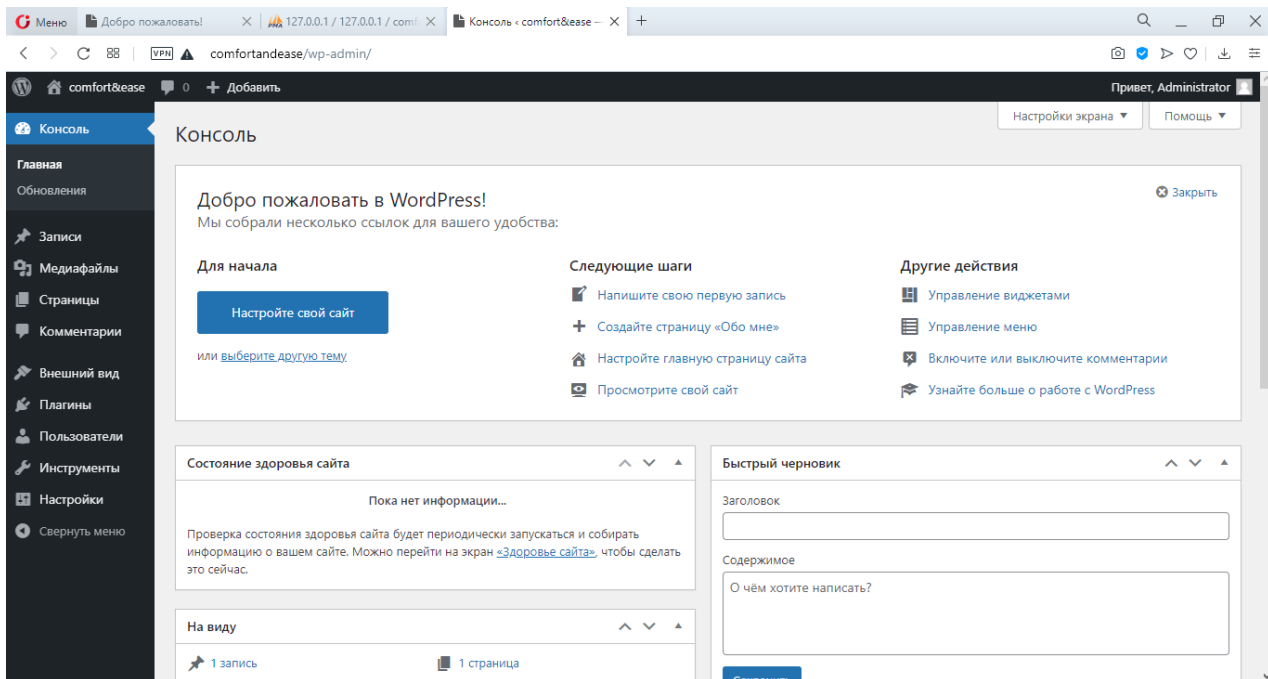 Меню
Добро пожаловать!
127.0.0.1 / 127.0.0.1 / comf
Консоль ‹ comfort&ease —
VPN
comfortandease/wp-admin/
comfort&ease
0
Добавить
Привет, Administrator
Консоль
Главная
Обновления
Записи
Медиафайлы
Страницы
Комментарии
Внешний вид
Плагины
Пользователи
Инструменты
Настройки
Свернуть меню
Настройки экрана
Помощь
Консоль
Добро пожаловать в WordPress!
Мы собрали несколько ссылок для вашего удобства:
Закрыть
Для начала
Настройте свой сайт
или выберите другую тему
Следующие шаги
Напишите свою первую запись
Создайте страницу «Обо мне»
Настройте главную страницу сайта
Просмотрите свой сайт
Другие действия
Управление виджетами
Управление меню
Включите или выключите комментарии
Узнайте больше о работе с WordPress
Состояние здоровья сайта
Пока нет информации...
Проверка состояния здоровья сайта будет периодически запускаться и собирать
информацию о вашем сайте. Можно перейти на экран «Здоровье сайта», чтобы сделать
это сейчас.
На виду
1 запись
1 страница
Быстрый черновик
Заголовок
Содержимое
О чём хотите написать?